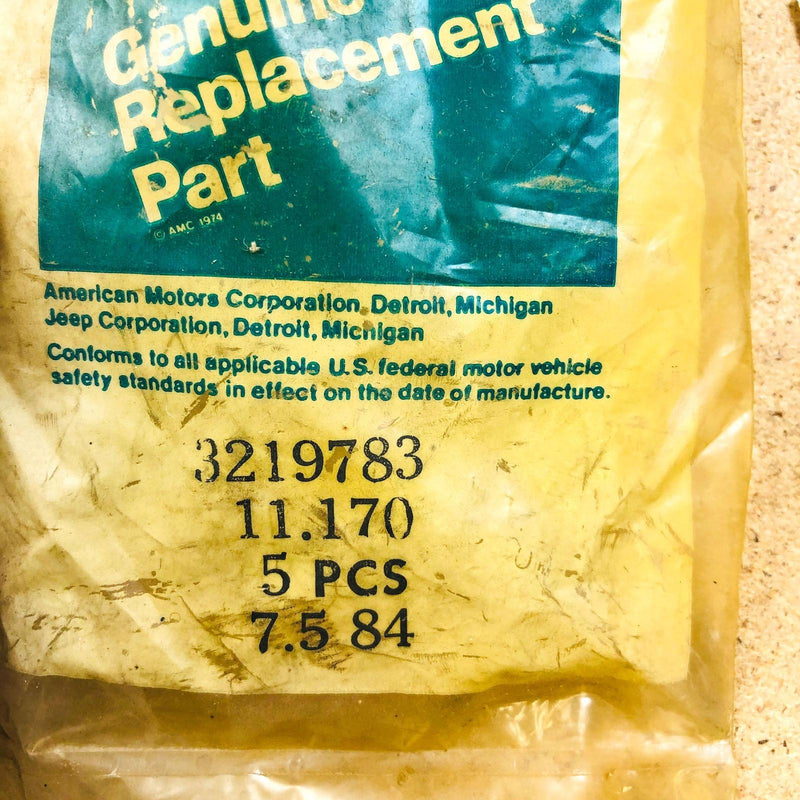 Genuine
Replacement
Part
© AMC 1974
American Motors Corporation, Detroit, Michigan
Jeep Corporation, Detroit, Michigan
Conforms to all applicable U.S. federal motor vehicle
safety standards in effect on the date of manufacture.
3219783
11.170
5 PCS
7.5 84